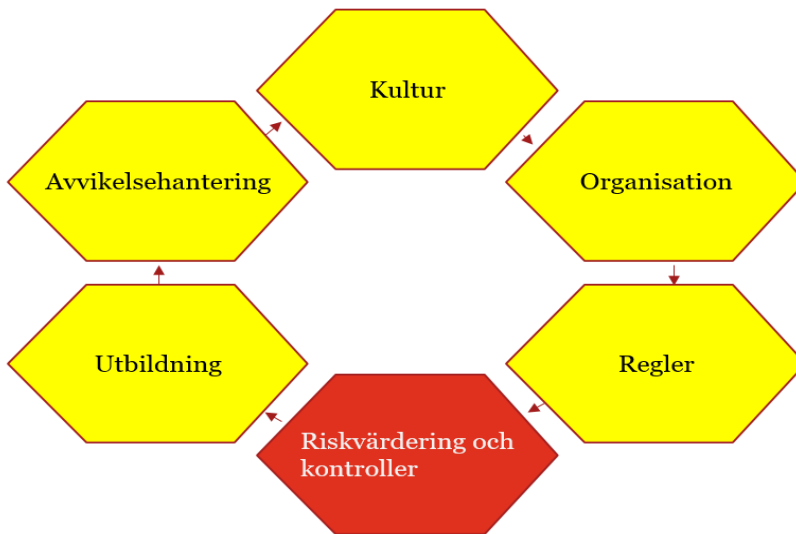 Kultur
Organisation
Regler
Riskvärdering och
kontroller
Utbildning
Avvikelsehantering